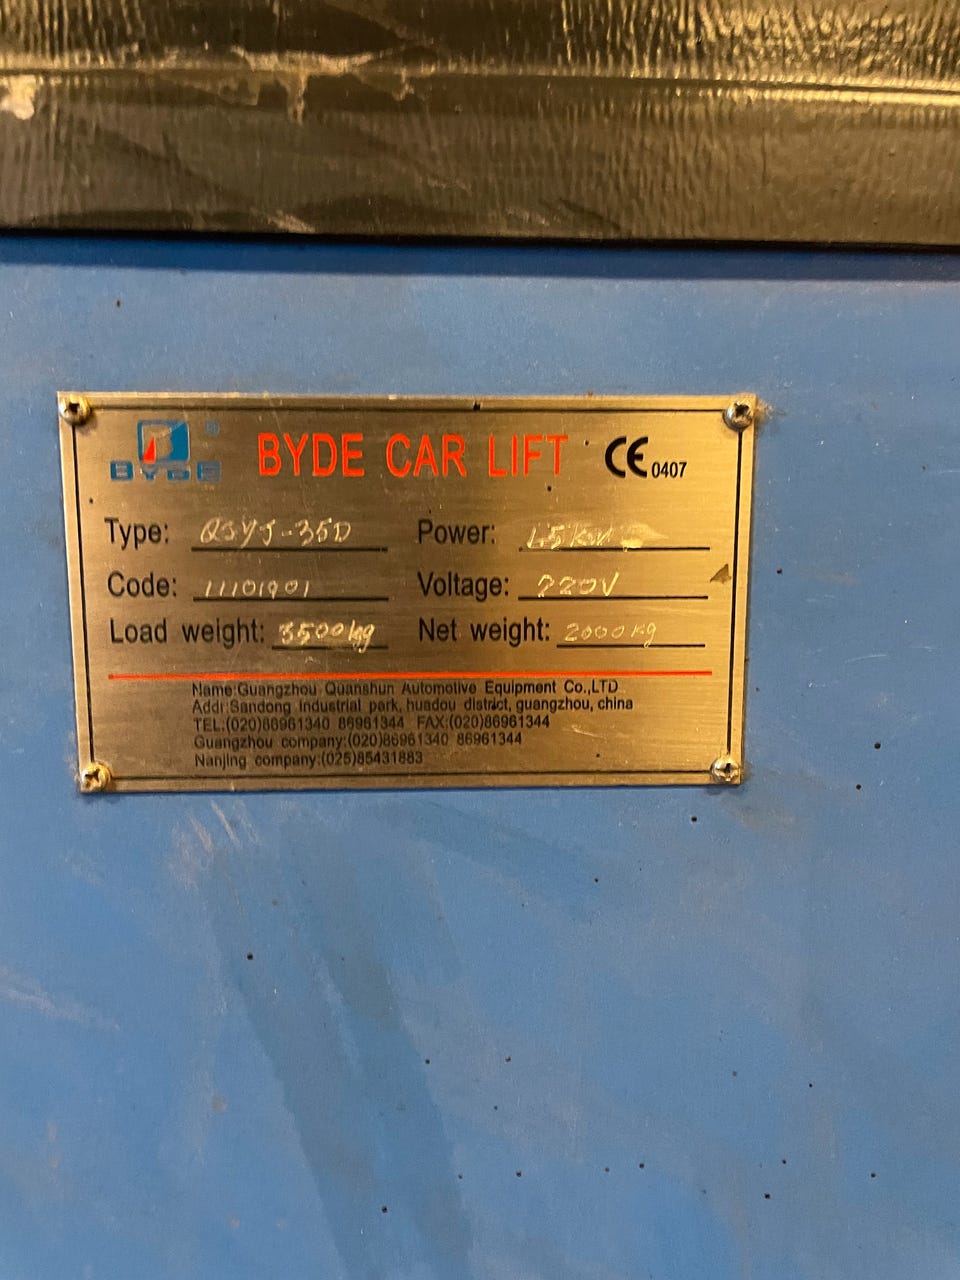 BYDE
BYDE CAR LIFT CE 0407
Type: QSYJ-35D Power:
Code: 11101901 Voltage: 220V
Load weight: 3500kg Net weight: 2000KG
Name:Guangzhou Quanshun Automotive Equipment Co.,LTD
Addr:Sandong industrial park, huadou district, guangzhou, china
TEL:(020)86961340 86961344 FAX:(020)86961344
Guangzhou company:(020)86961340 86961344
Nanjing company:(025)85431883